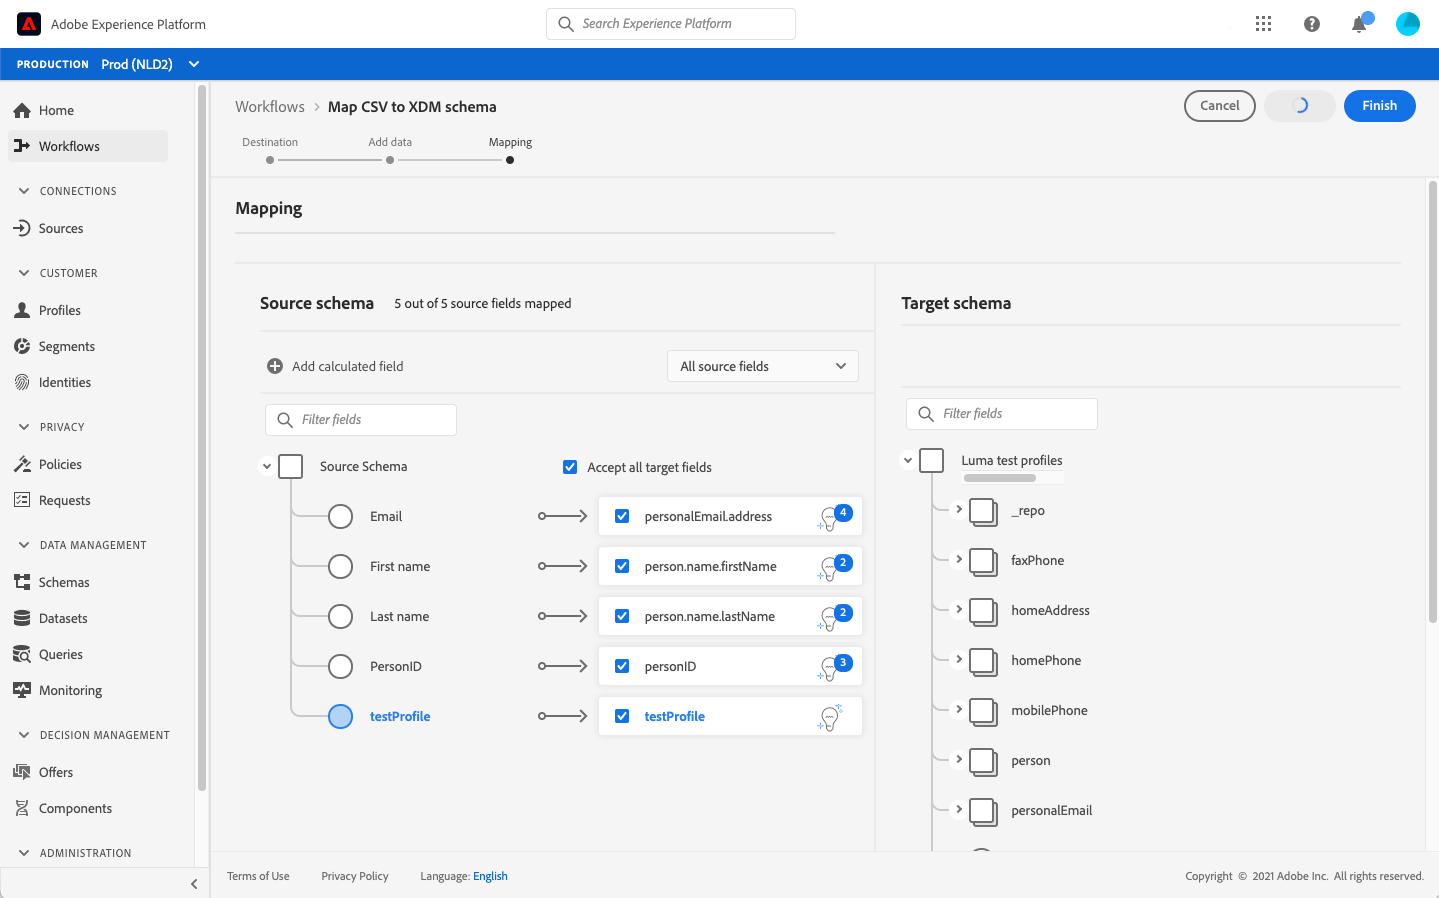 Adobe Experience Platform
Search Experience Platform
PRODUCTION Prod (NLD2)
Home
Workflows
CONNECTIONS
Sources
CUSTOMER
Profiles
Segments
Identities
PRIVACY
Policies
Requests
DATA MANAGEMENT
Schemas
Datasets
Queries
Monitoring
DECISION MANAGEMENT
Offers
Components
ADMINISTRATION
Workflows > Map CSV to XDM schema
Cancel
Finish
Destination Add data Mapping
Mapping
Source schema 5 out of 5 source fields mapped
Add calculated field
All source fields
Filter fields
Source Schema
Accept all target fields
Email personalEmail.address 4
First name person.name.firstName 2
Last name person.name.lastName 2
PersonID personID 3
testProfile testProfile
Target schema
Filter fields
Luma test profiles
_repo
faxPhone
homeAddress
homePhone
mobilePhone
person
personalEmail
Terms of Use Privacy Policy Language: English
Copyright © 2021 Adobe Inc. All rights reserved.